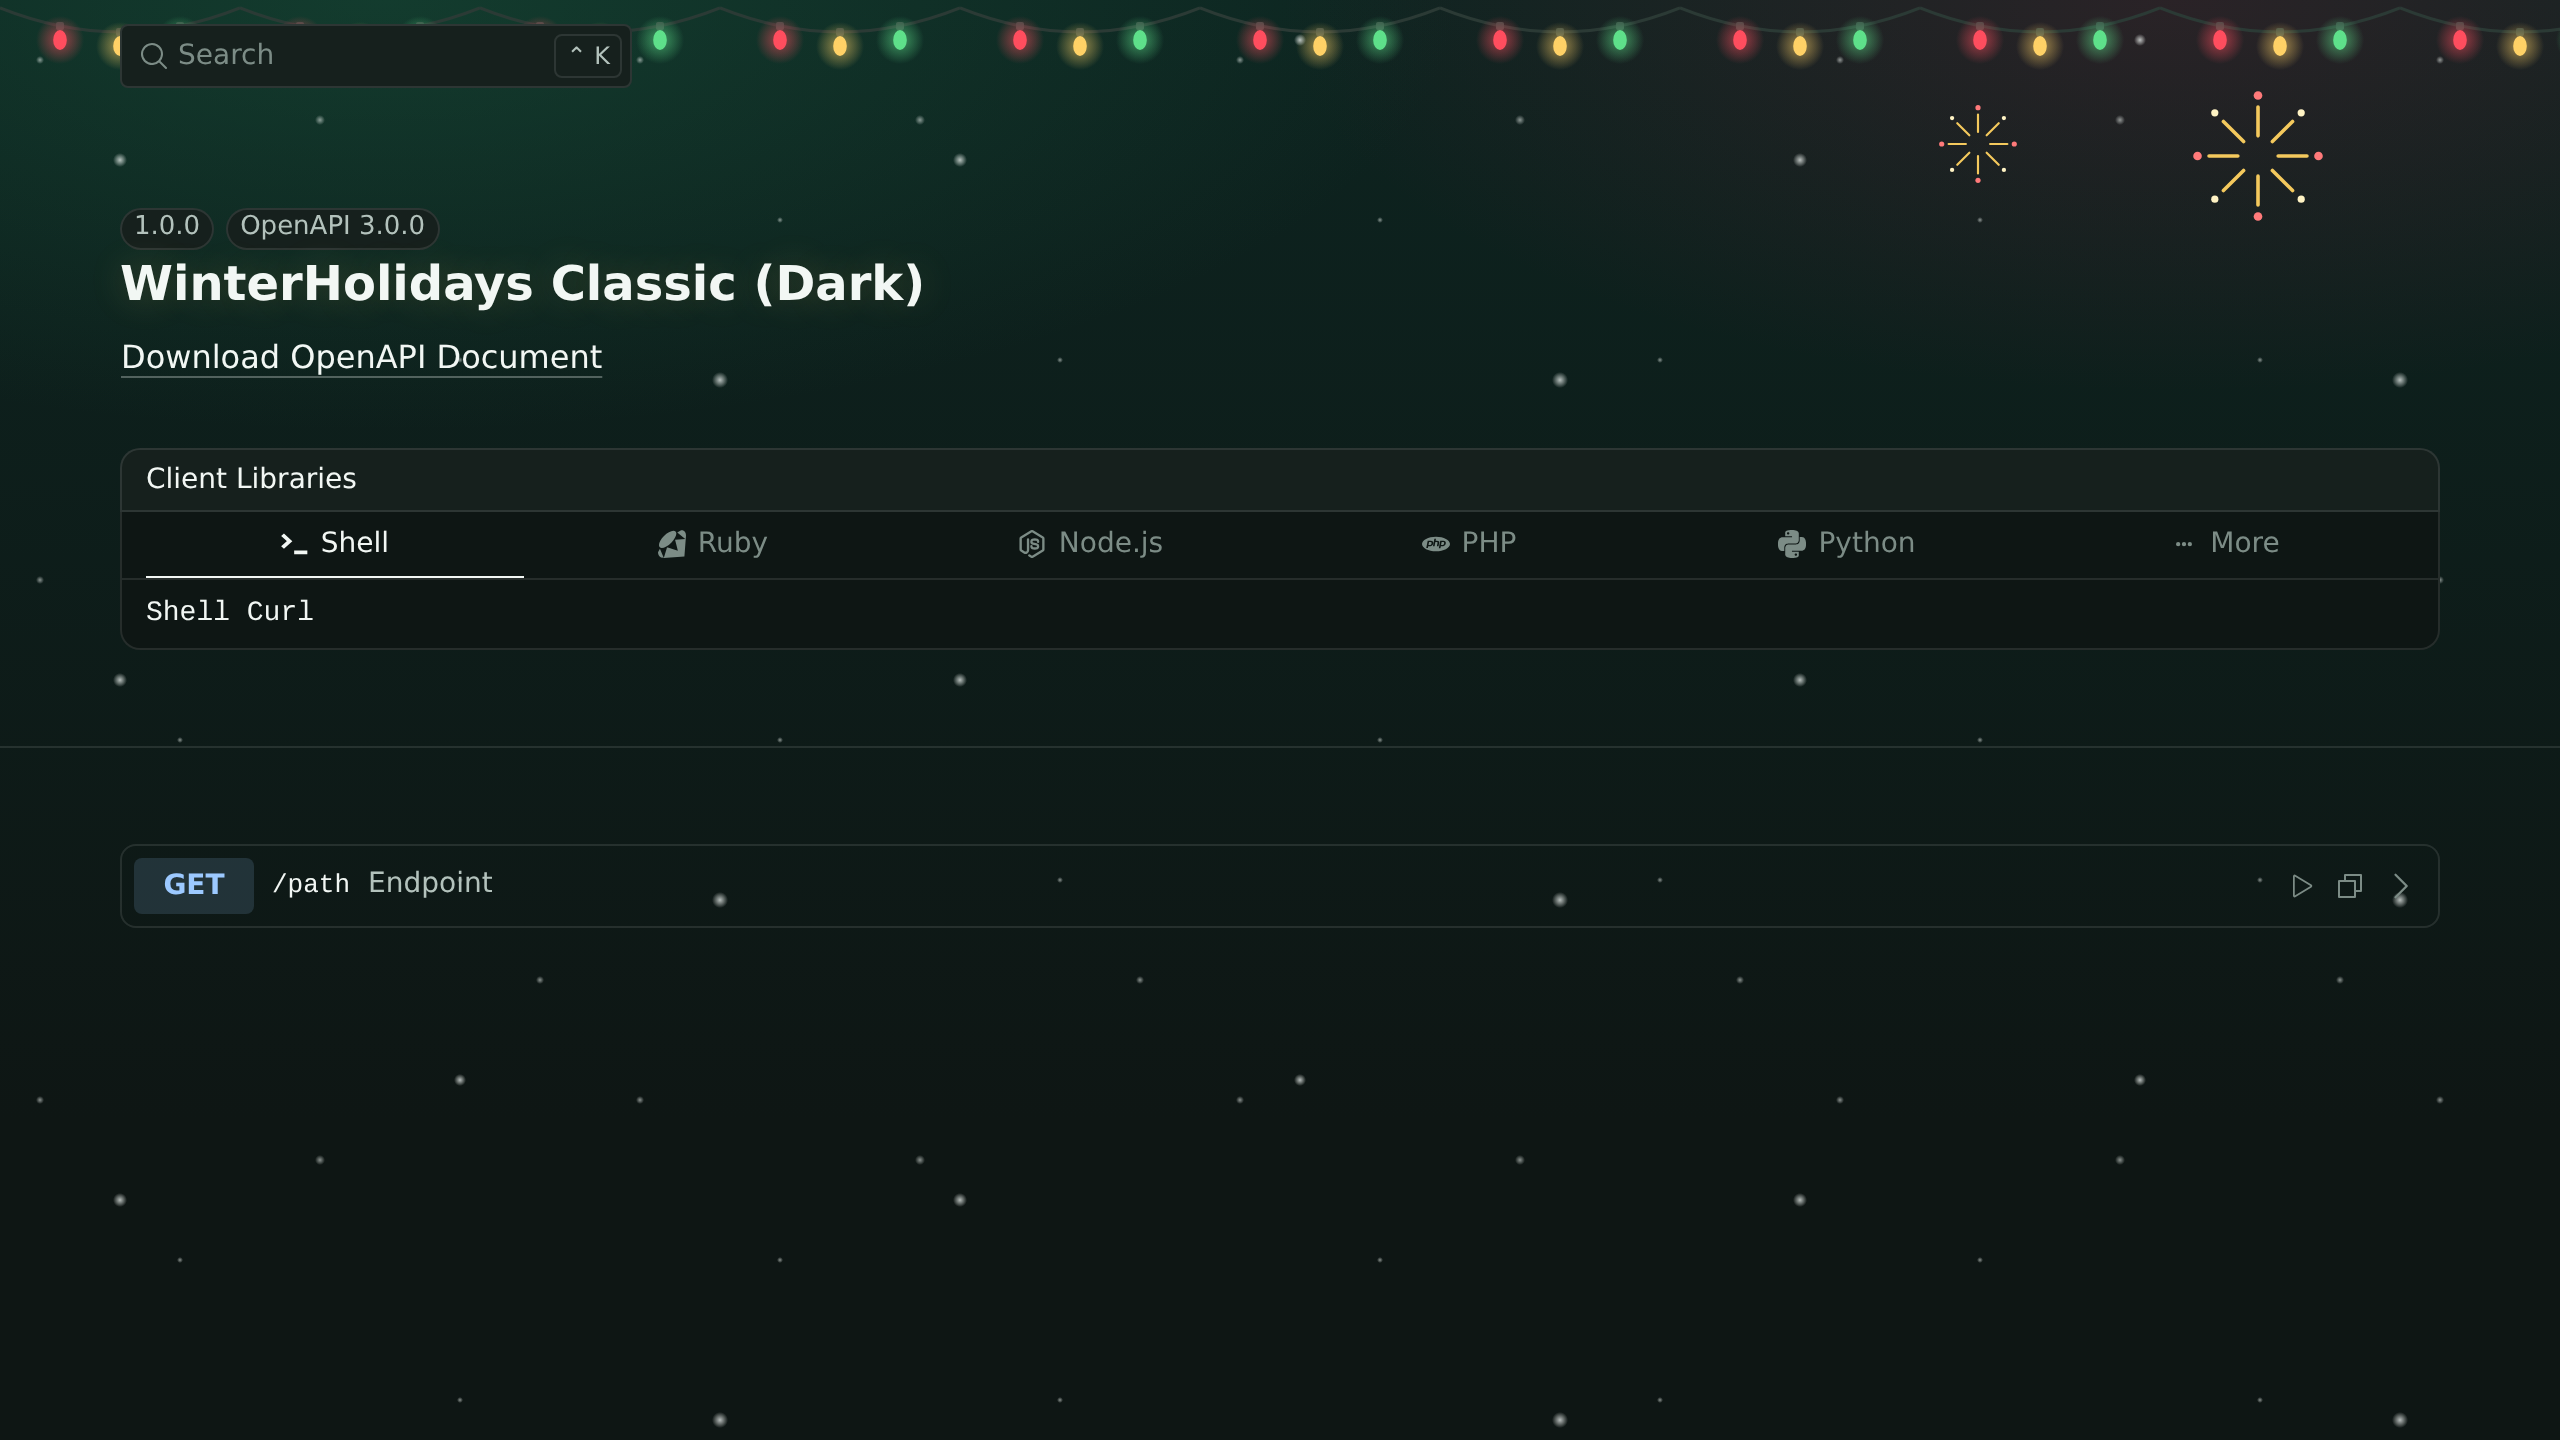 Search ⌃ K
1.0.0 OpenAPI 3.0.0
WinterHolidays Classic (Dark)
Download OpenAPI Document
Client Libraries
Shell Ruby Node.js PHP Python More
Shell Curl
GET /path Endpoint